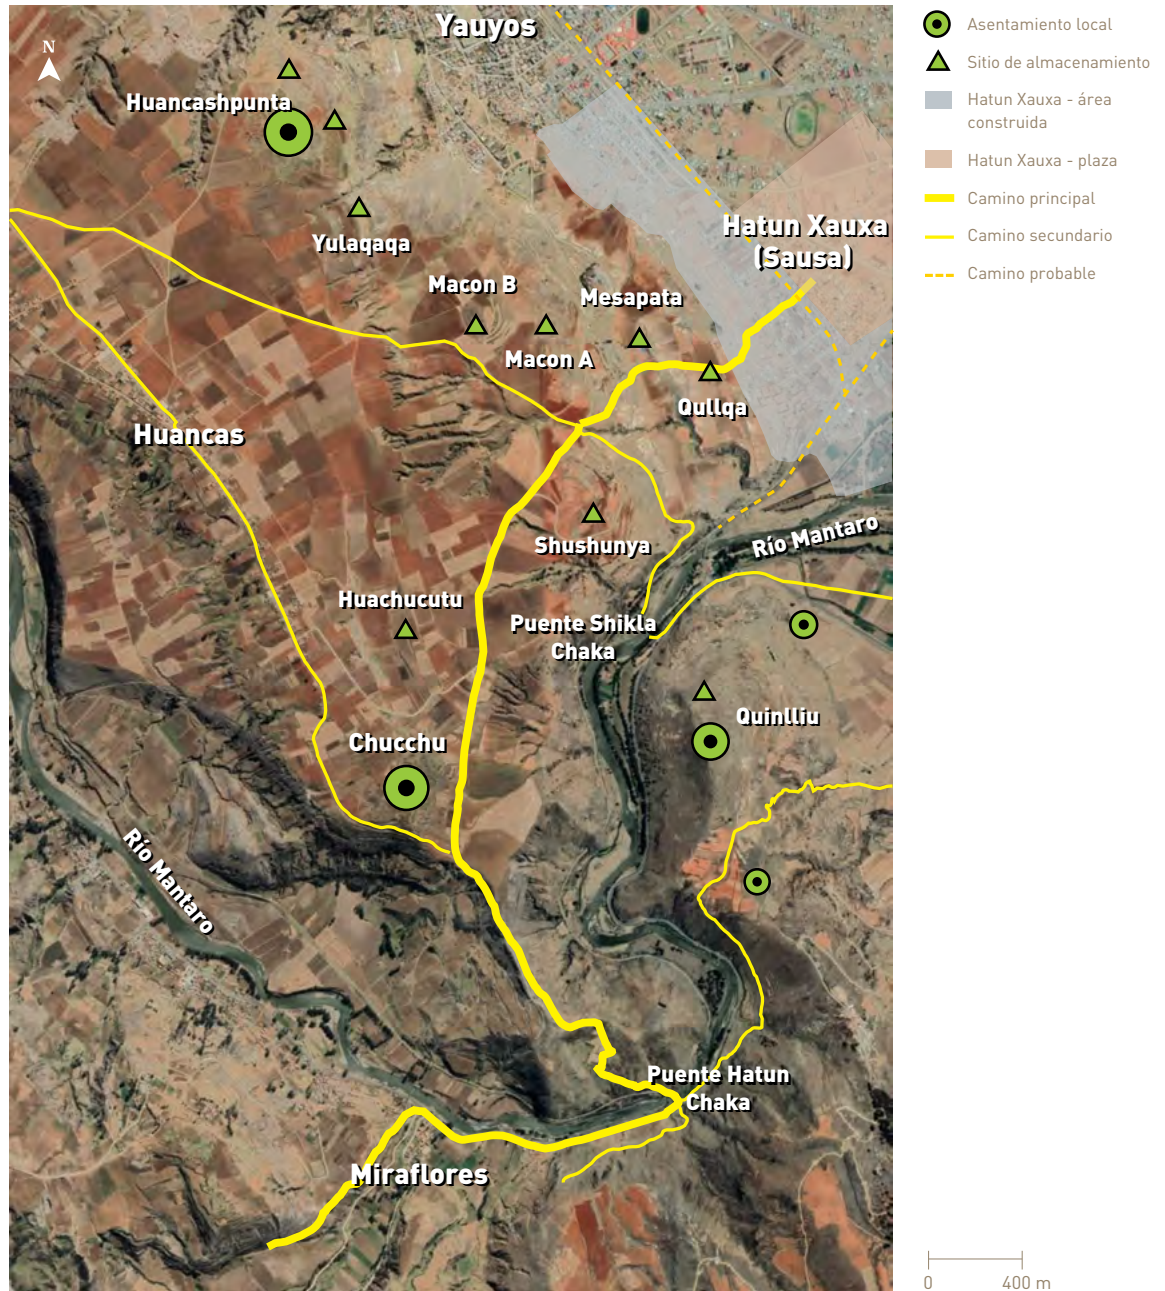 Yauyos
N
Huancashpunta
Yulaqaqa
Hatun Xauxa
(Sausa)
Macon B
Mesapata
Macon A
Qullqa
Huancas
Shushunya
Río Mantaro
Huachucutu
Puente Shikla
Chaka
Quinlliu
Chucchu
Río Mantaro
Puente Hatun
Chaka
Miraflores
Asentamiento local
Sitio de almacenamiento
Hatun Xauxa - área
construida
Hatun Xauxa - plaza
Camino principal
Camino secundario
Camino probable
0 400 m